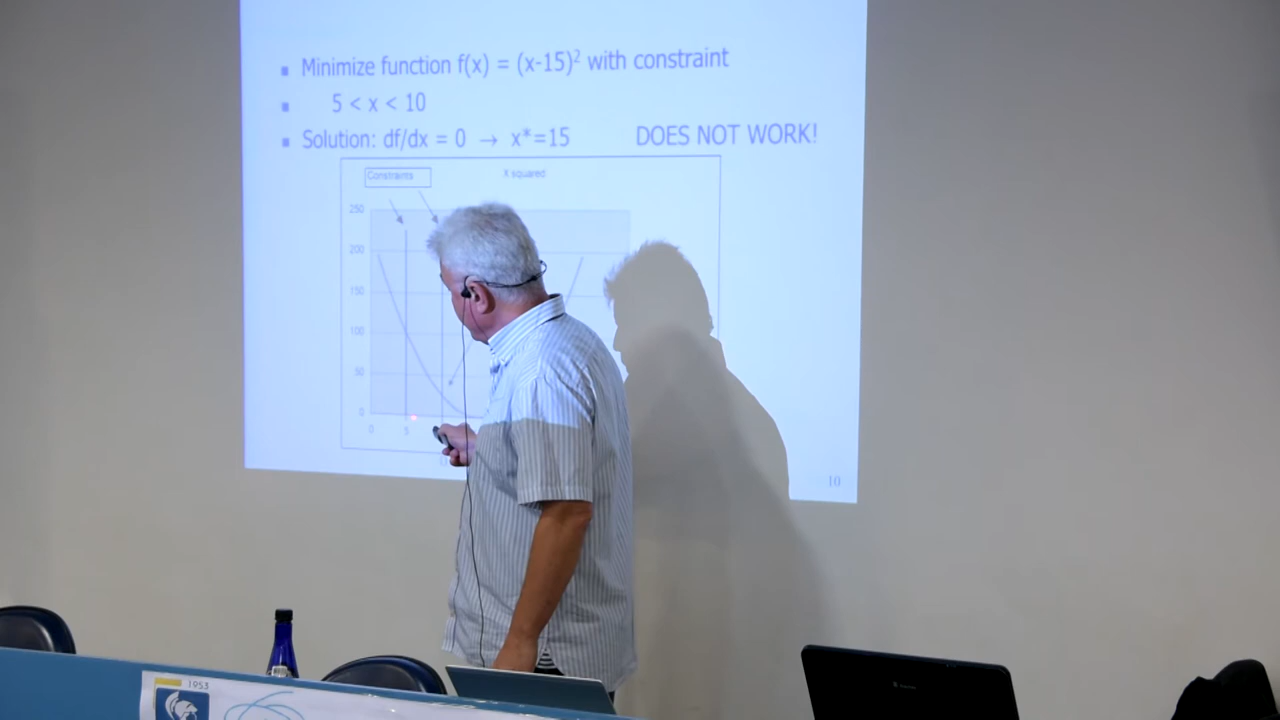 ▪ Minimize function f(x) = (x-15)² with constraint
▪ 5 < x < 10
▪ Solution: df/dx = 0 → x*=15 DOES NOT WORK!
Constraints
X squared
250
200
150
100
50
0
0 5
10
1953